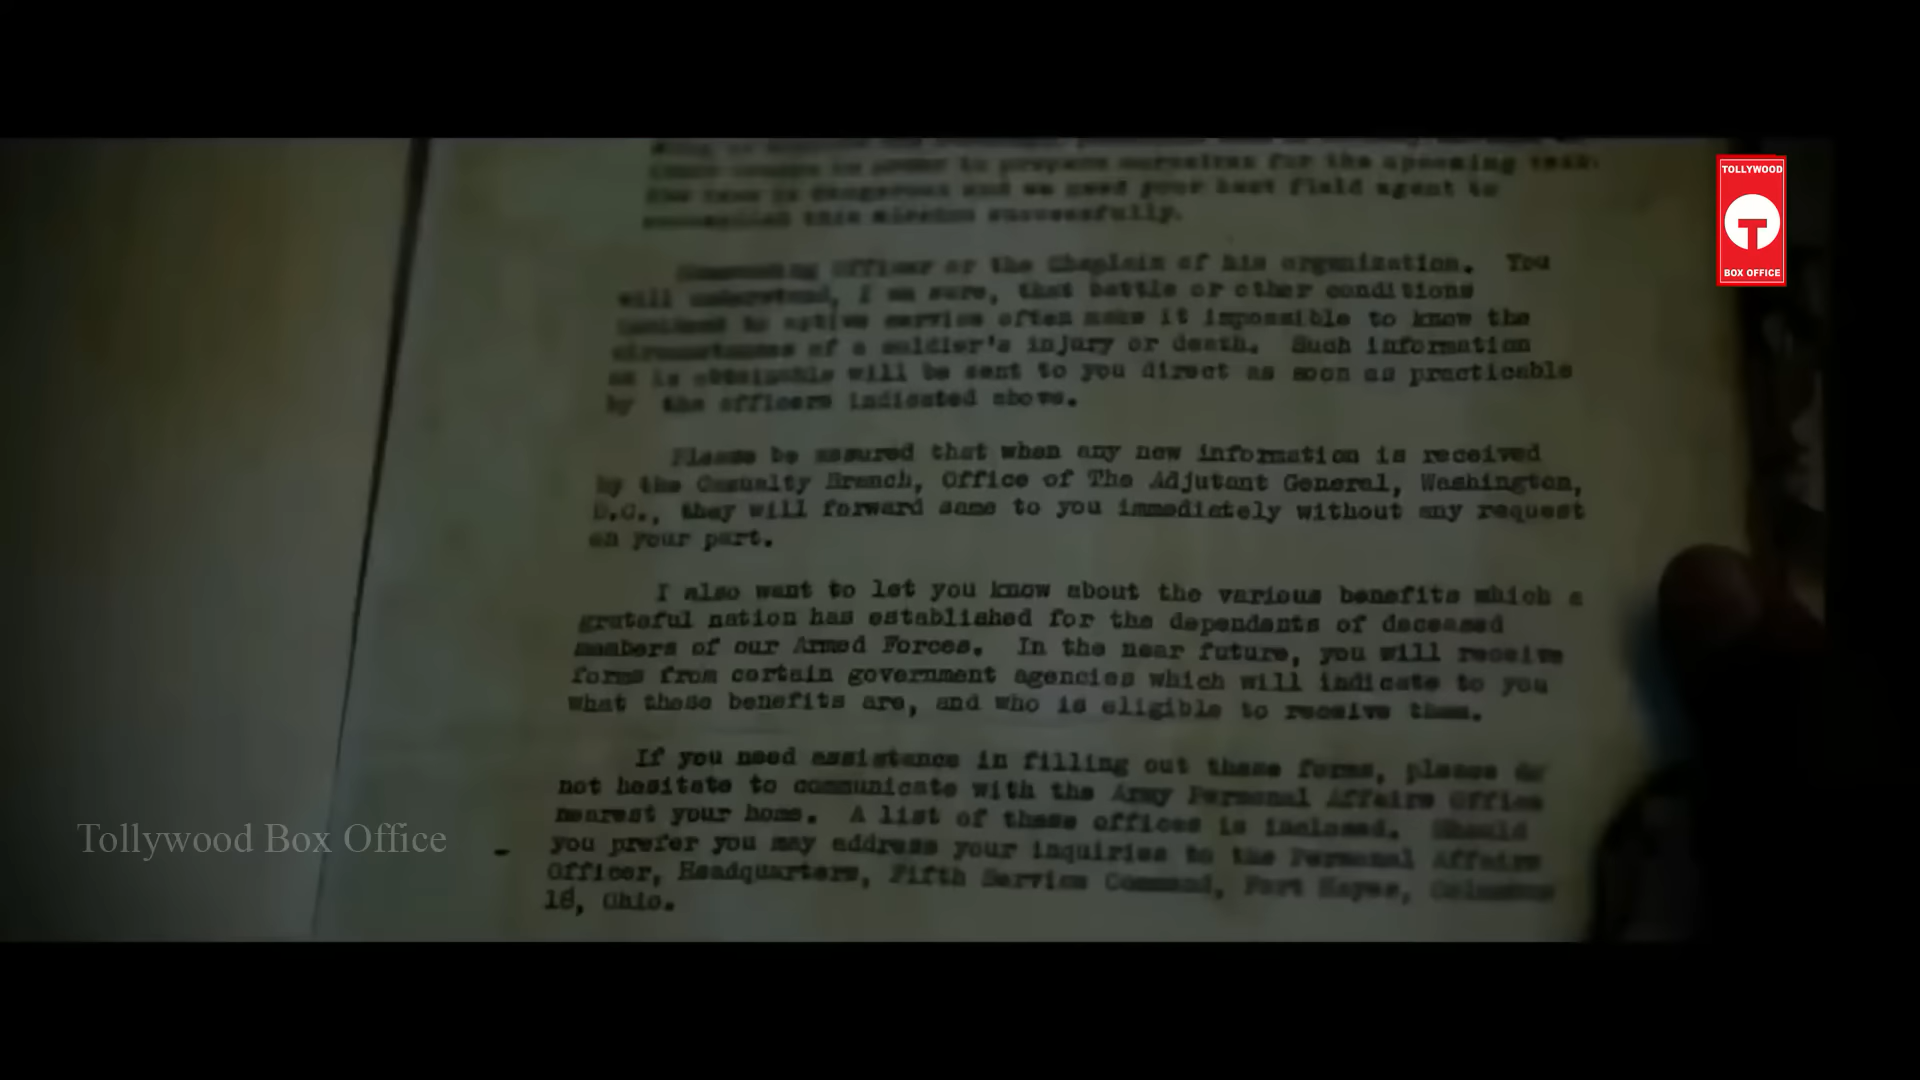 order to prepare ourselves for the upcoming task.
is dangerous and we need your best field agent to
this mission successfully.
Commanding Officer or the Chaplain of his organization. You
will understand, I am sure, that battle or other conditions
incident to active service often make it impossible to know the
circumstances of a soldier's injury or death. Such information
as is obtainable will be sent to you direct as soon as practicable
by the officers indicated above.
Please be assured that when any new information is received
by the Casualty Branch, Office of The Adjutant General, Washington,
D.C., they will forward same to you immediately without any request
on your part.
I also want to let you know about the various benefits which a
grateful nation has established for the dependents of deceased
members of our Armed Forces. In the near future, you will receive
forms from certain government agencies which will indicate to you
what these benefits are, and who is eligible to receive them.
If you need assistance in filling out these forms, please do
not hesitate to communicate with the Army Personal Affairs Office
nearest your home. A list of these offices is inclosed. Should
you prefer you may address your inquiries to the Personal Affairs
Officer, Headquarters, Fifth Service Command, Fort Hayes, Columbus
18, Ohio.
TOLLYWOOD
T
BOX OFFICE
Tollywood Box Office